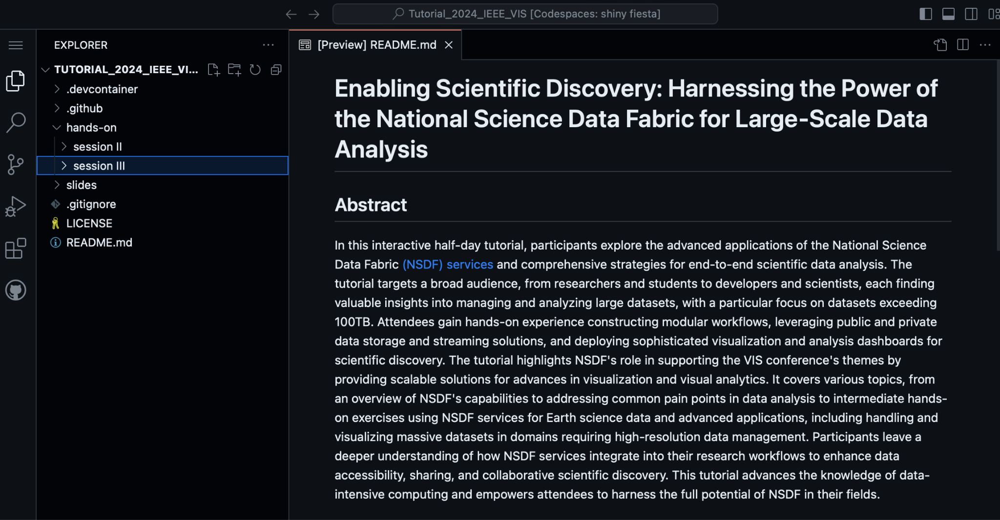 Tutorial_2024_IEEE_VIS [Codespaces: shiny fiesta]
EXPLORER
TUTORIAL_2024_IEEE_VI...
.devcontainer
.github
hands-on
session II
session III
slides
.gitignore
LICENSE
README.md
[Preview] README.md
Enabling Scientific Discovery: Harnessing the Power of
the National Science Data Fabric for Large-Scale Data
Analysis
Abstract
In this interactive half-day tutorial, participants explore the advanced applications of the National Science
Data Fabric (NSDF) services and comprehensive strategies for end-to-end scientific data analysis. The
tutorial targets a broad audience, from researchers and students to developers and scientists, each finding
valuable insights into managing and analyzing large datasets, with a particular focus on datasets exceeding
100TB. Attendees gain hands-on experience constructing modular workflows, leveraging public and private
data storage and streaming solutions, and deploying sophisticated visualization and analysis dashboards for
scientific discovery. The tutorial highlights NSDF's role in supporting the VIS conference's themes by
providing scalable solutions for advances in visualization and visual analytics. It covers various topics, from
an overview of NSDF's capabilities to addressing common pain points in data analysis to intermediate hands-
on exercises using NSDF services for Earth science data and advanced applications, including handling and
visualizing massive datasets in domains requiring high-resolution data management. Participants leave a
deeper understanding of how NSDF services integrate into their research workflows to enhance data
accessibility, sharing, and collaborative scientific discovery. This tutorial advances the knowledge of data-
intensive computing and empowers attendees to harness the full potential of NSDF in their fields.